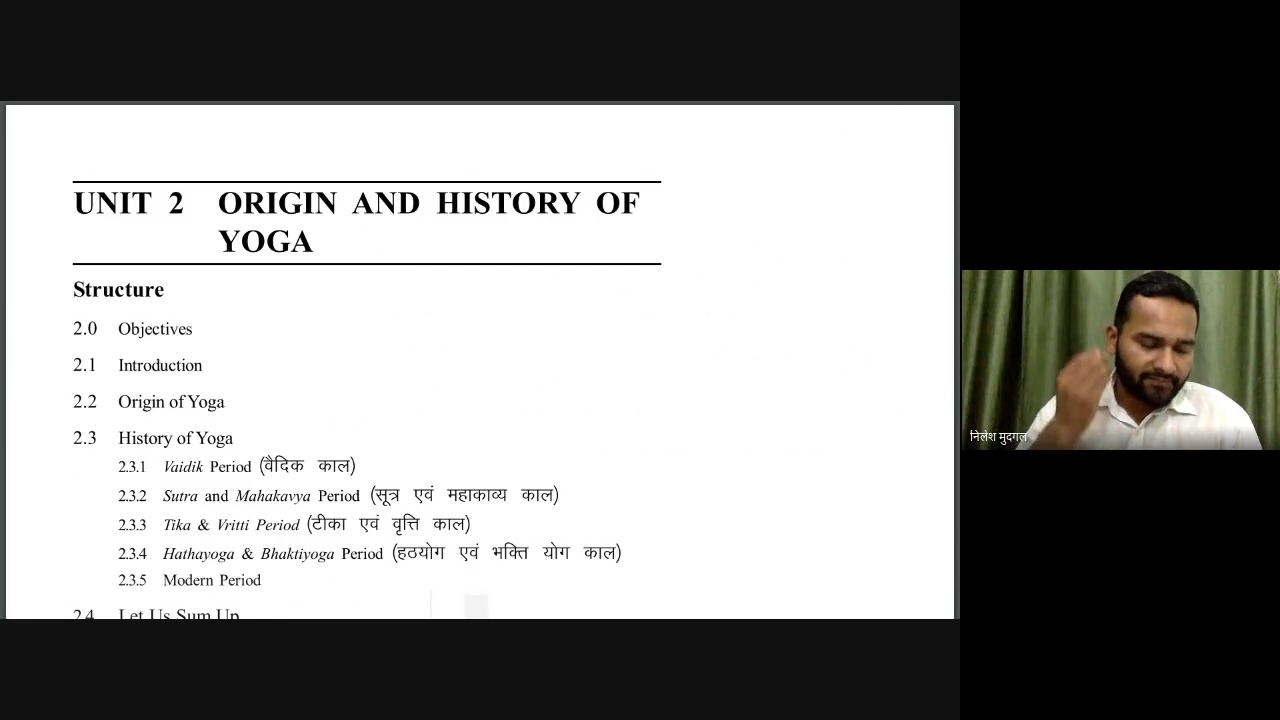 UNIT 2 ORIGIN AND HISTORY OF
YOGA
Structure
2.0 Objectives
2.1 Introduction
2.2 Origin of Yoga
2.3 History of Yoga
2.3.1 Vaidik Period (वैदिक काल)
2.3.2 Sutra and Mahakavya Period (सूत्र एवं महाकाव्य काल)
2.3.3 Tika & Vritti Period (टीका एवं वृत्ति काल)
2.3.4 Hathayoga & Bhaktiyoga Period (हठयोग एवं भक्ति योग काल)
2.3.5 Modern Period
2.4 Let Us Sum Up
निलेश मुदगल